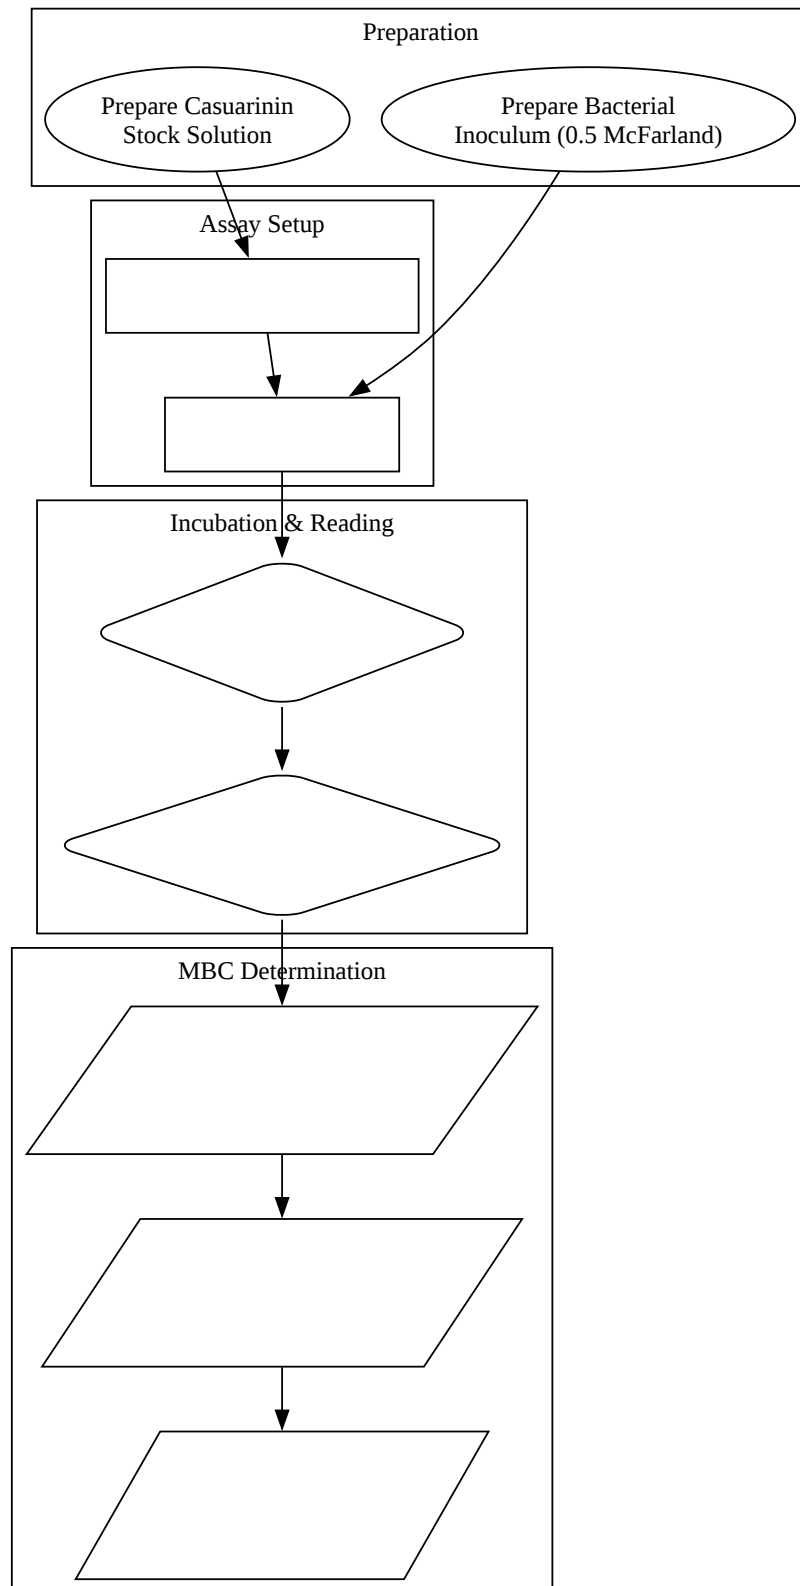 Preparation
Prepare Casuarinin
Stock Solution
Prepare Bacterial
Inoculum (0.5 McFarland)
Assay Setup
Incubation & Reading
MBC Determination